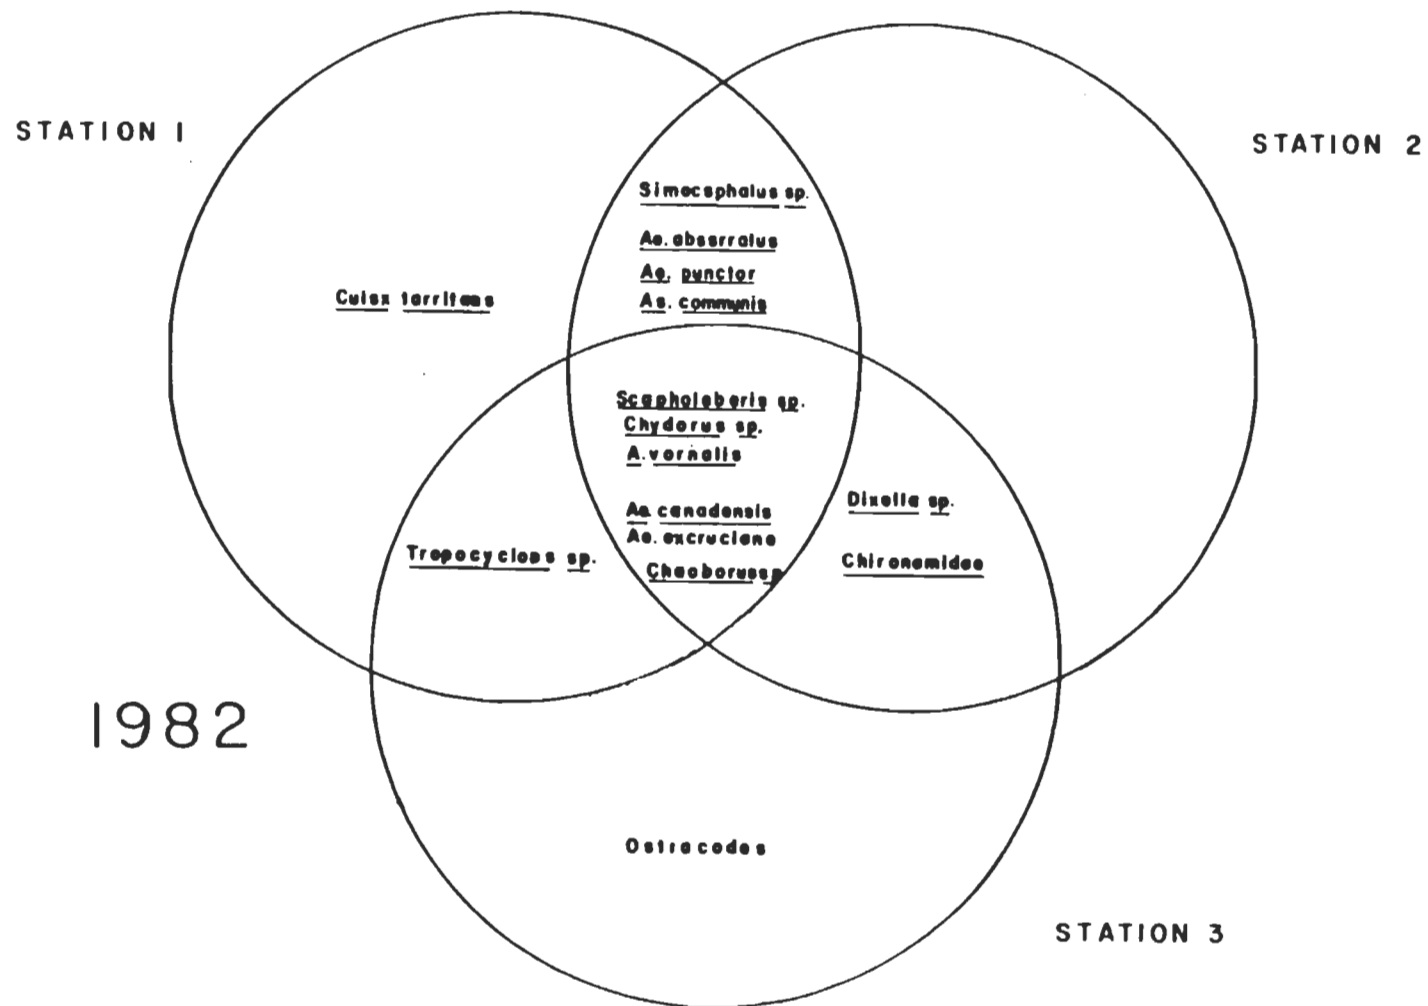 STATION 1
STATION 2
Simocephalus sp.
Ae. abserratus
Ae. punctor
Ae. communis
Culex territans
Scapholeberis sp.
Chydorus sp.
A. vernalis
Dixella sp.
Ae. canadensis
Ae. excrucians
Tropocyclops sp.
Chironomidae
Chaoborus sp
1982
Ostracodes
STATION 3